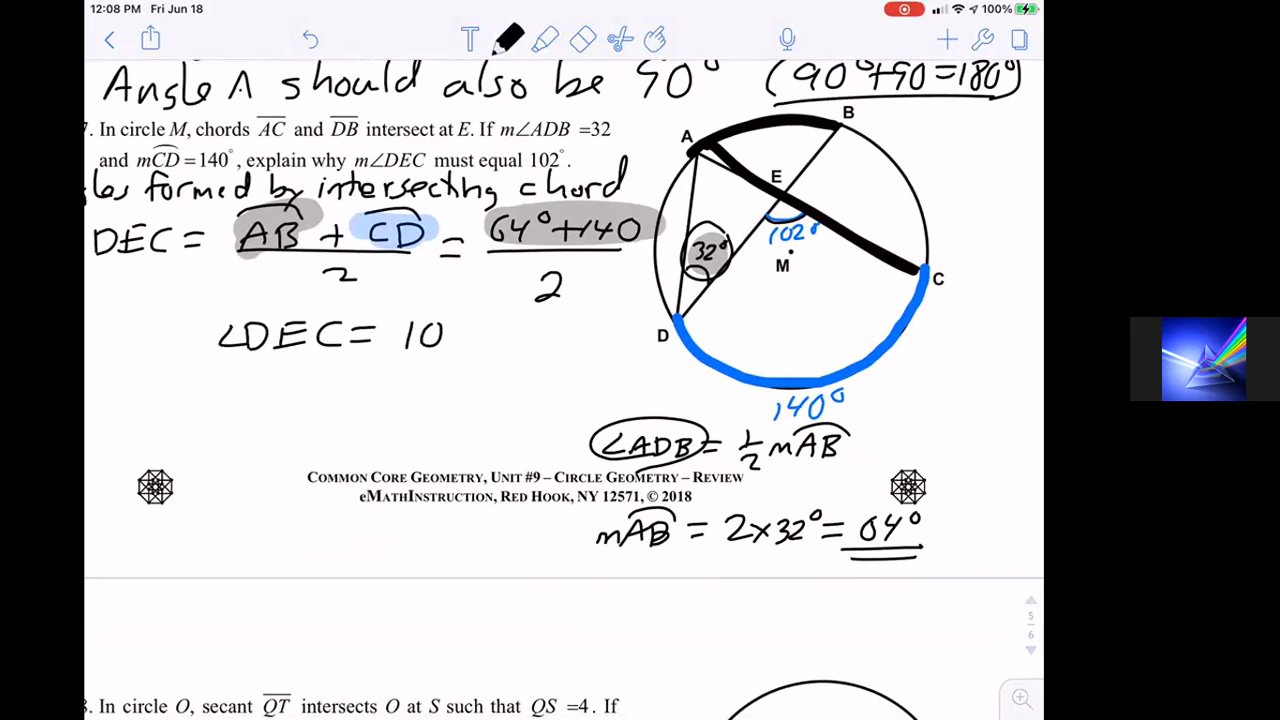 12:08 PM Fri Jun 18
100%
T
Angle A should also be 90° (90°+90=180°)
7. In circle M, chords AC and DB intersect at E. If m∠ADB =32
and mCD = 140°, explain why m∠DEC must equal 102°.
les formed by intersecting chord
DEC = AB + CD = 64°+140
2 2
∠DEC = 10
A
B
E
102°
32°
M
C
D
140°
∠ADB = 1/2 mAB
COMMON CORE GEOMETRY, UNIT #9 – CIRCLE GEOMETRY – REVIEW
eMATHINSTRUCTION, RED HOOK, NY 12571, © 2018
mAB = 2x32° = 64°
5
6
8. In circle O, secant QT intersects O at S such that QS =4. If